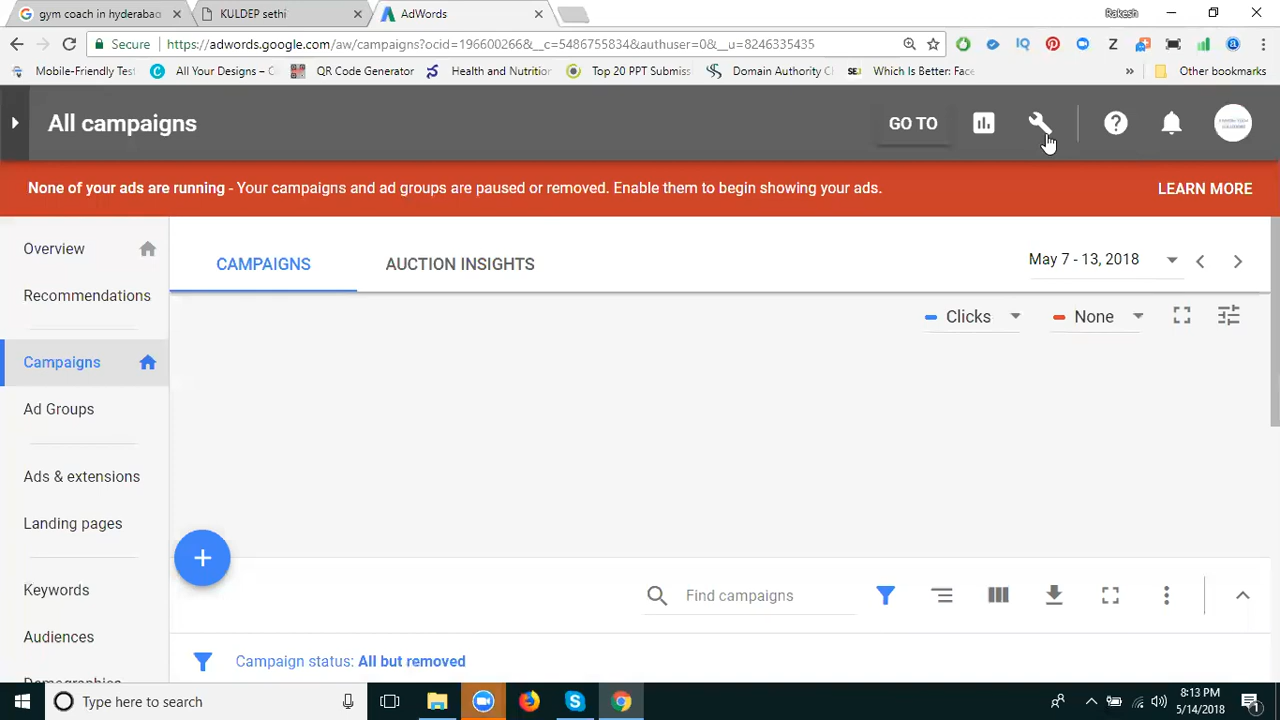 gym coach in hyderabad
KULDEP sethi
AdWords
Rakesh
Secure
https://adwords.google.com/aw/campaigns?ocid=196600266&__c=5486755834&authuser=0&__u=8246335435
Mobile-Friendly Test
All Your Designs – C
QR Code Generator
Health and Nutrition
Top 20 PPT Submiss
Domain Authority C
Which Is Better: Face
»
Other bookmarks
All campaigns
GO TO
None of your ads are running - Your campaigns and ad groups are paused or removed. Enable them to begin showing your ads.
LEARN MORE
Overview
Recommendations
Campaigns
Ad Groups
Ads & extensions
Landing pages
Keywords
Audiences
CAMPAIGNS
AUCTION INSIGHTS
May 7 - 13, 2018
Clicks
None
Find campaigns
Campaign status: All but removed
Type here to search
8:13 PM
5/14/2018